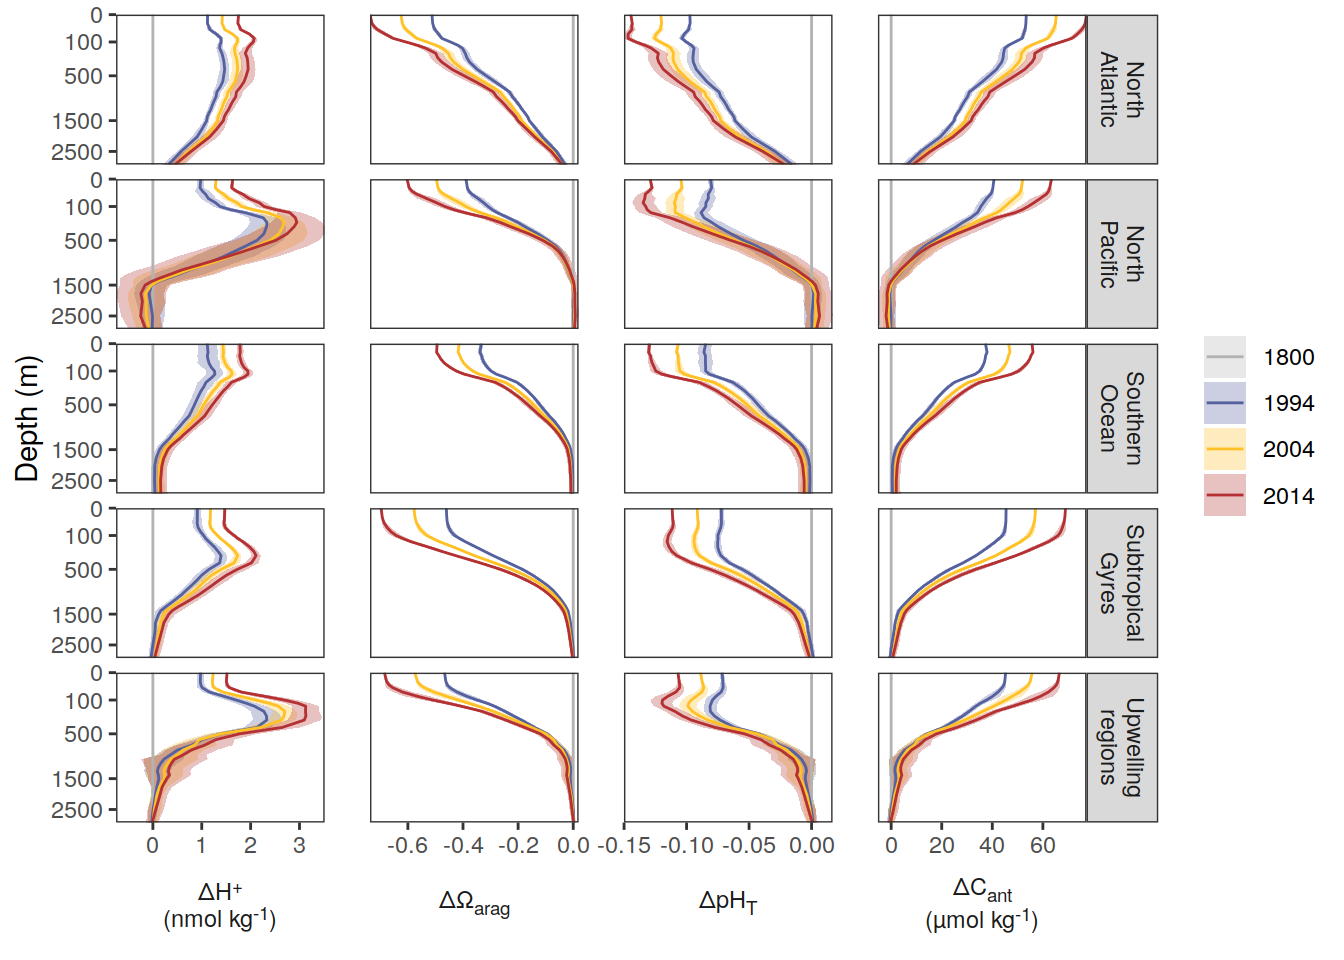 Depth (m)
0
100
500
1500
2500
North
Atlantic
0
100
500
1500
2500
North
Pacific
0
100
500
1500
2500
Southern
Ocean
0
100
500
1500
2500
Subtropical
Gyres
0
100
500
1500
2500
Upwelling
regions
0 1 2 3
-0.6 -0.4 -0.2 0.0
-0.15 -0.10 -0.05 0.00
0 20 40 60
ΔH⁺
(nmol kg⁻¹)
ΔΩarag
ΔpHT
ΔCant
(μmol kg⁻¹)
1800
1994
2004
2014